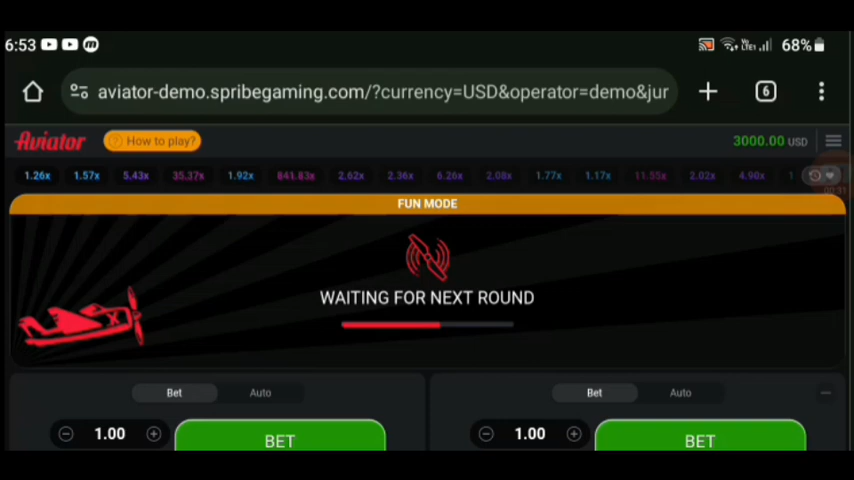 6:53 68%
aviator-demo.spribegaming.com/?currency=USD&operator=demo&jur 6
Aviator ? How to play? 3000.00 USD
1.26x 1.57x 5.43x 35.37x 1.92x 841.83x 2.62x 2.36x 6.26x 2.08x 1.77x 1.17x 11.55x 2.02x 4.90x 1
00:31
FUN MODE
WAITING FOR NEXT ROUND
X
Bet Auto Bet Auto
1.00 BET 1.00 BET